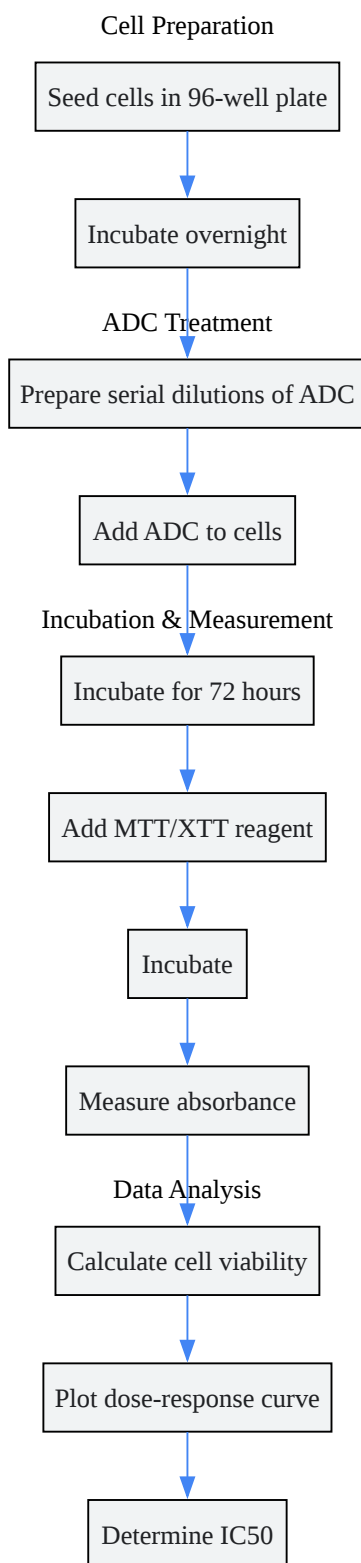 Cell Preparation
Seed cells in 96-well plate
Incubate overnight
ADC Treatment
Prepare serial dilutions of ADC
Add ADC to cells
Incubation & Measurement
Incubate for 72 hours
Add MTT/XTT reagent
Incubate
Measure absorbance
Data Analysis
Calculate cell viability
Plot dose-response curve
Determine IC50